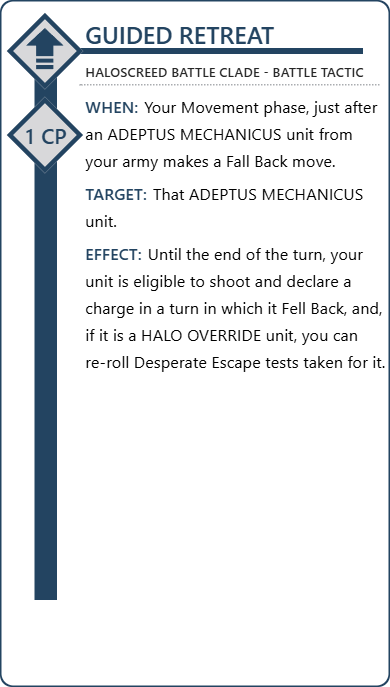 GUIDED RETREAT
HALOSCREED BATTLE CLADE - BATTLE TACTIC
1 CP
WHEN: Your Movement phase, just after
an ADEPTUS MECHANICUS unit from
your army makes a Fall Back move.
TARGET: That ADEPTUS MECHANICUS
unit.
EFFECT: Until the end of the turn, your
unit is eligible to shoot and declare a
charge in a turn in which it Fell Back, and,
if it is a HALO OVERRIDE unit, you can
re-roll Desperate Escape tests taken for it.